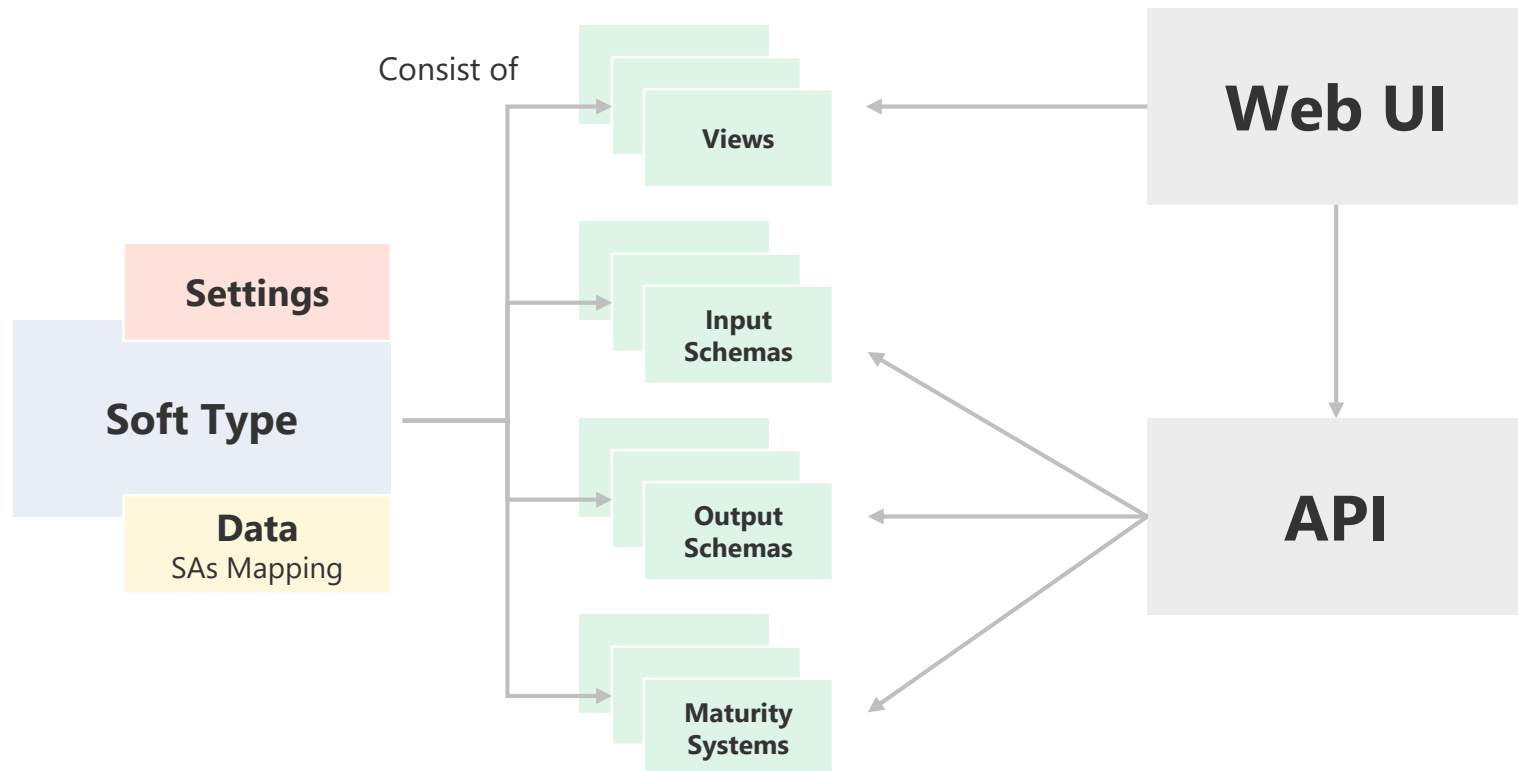 Consist of
Views
Web UI
Settings
Input
Schemas
Soft Type
Output
Schemas
API
Data
SAs Mapping
Maturity
Systems